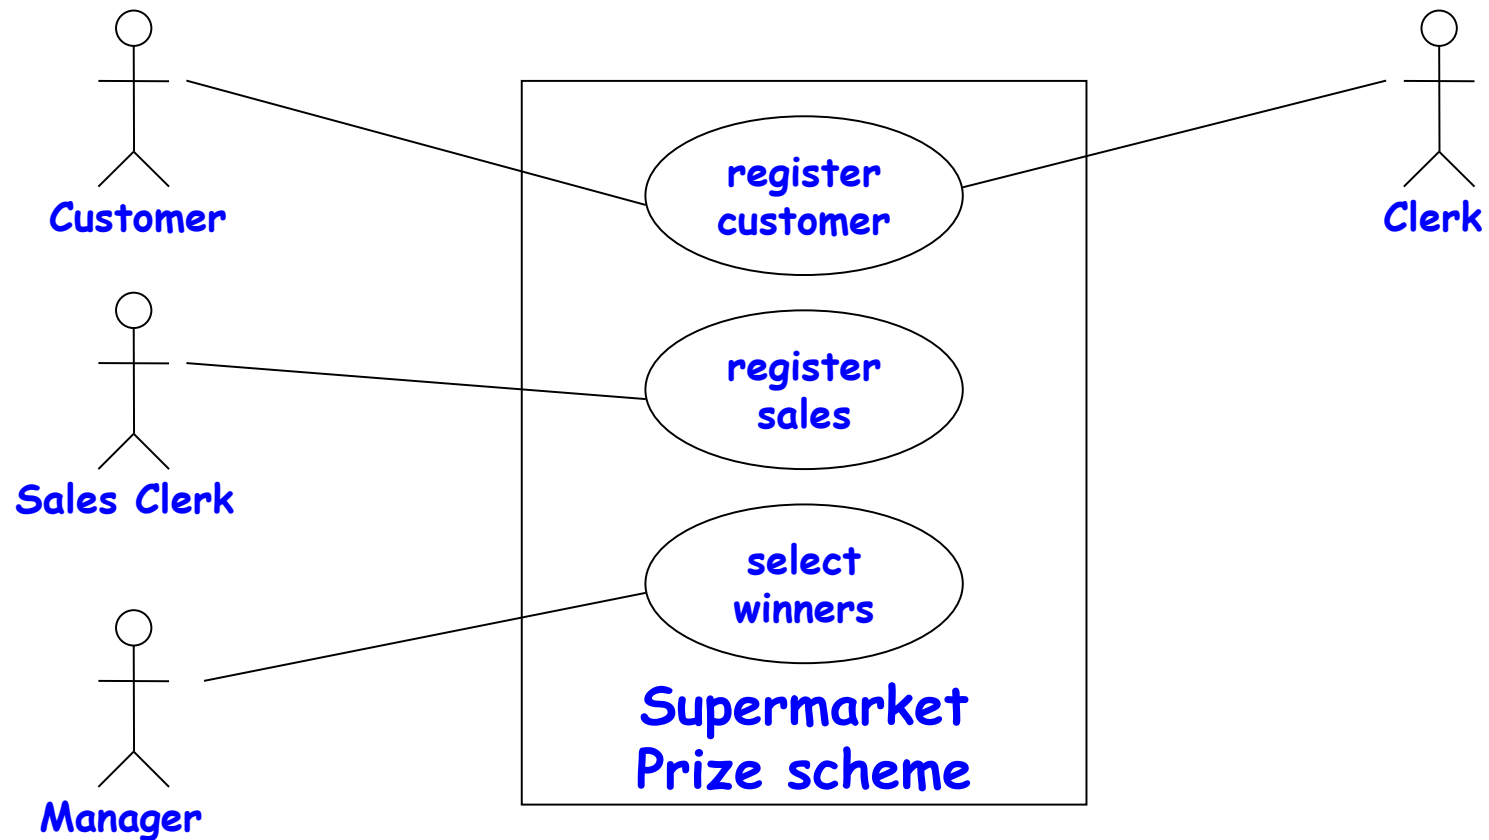 register
customer
Customer
Clerk
register
sales
Sales Clerk
select
winners
Supermarket
Prize scheme
Manager